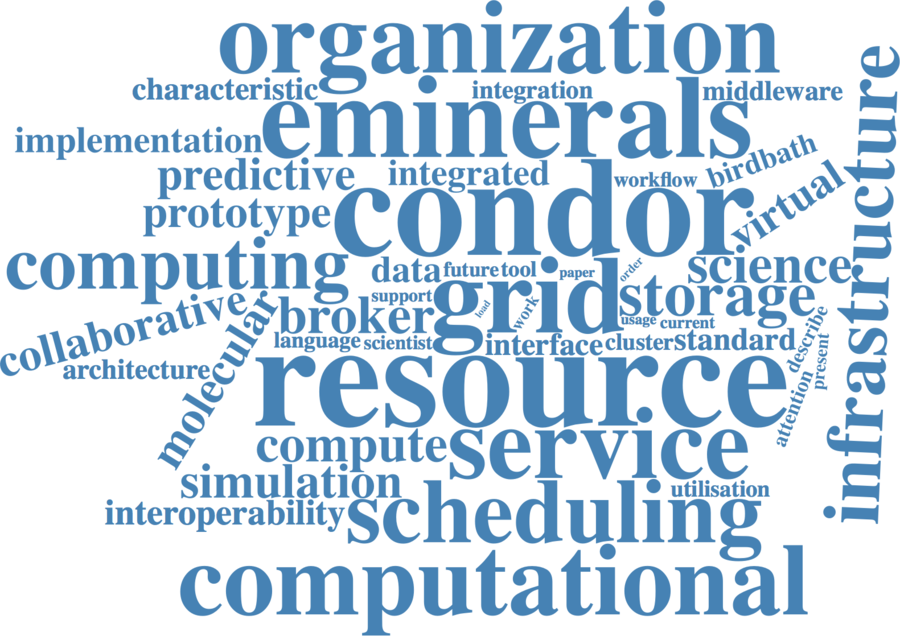 organization
characteristic integration middleware
eminerals
implementation
infrastructure
birdbath
predictive integrated workflow
virtual
prototype condor
computing data future tool paper order science
collaborative
molecular
support grid load work storage
broker usage current
language scientist interface cluster standard
describe
present
attention
architecture
resource
compute service
simulation utilisation
interoperability scheduling
computational